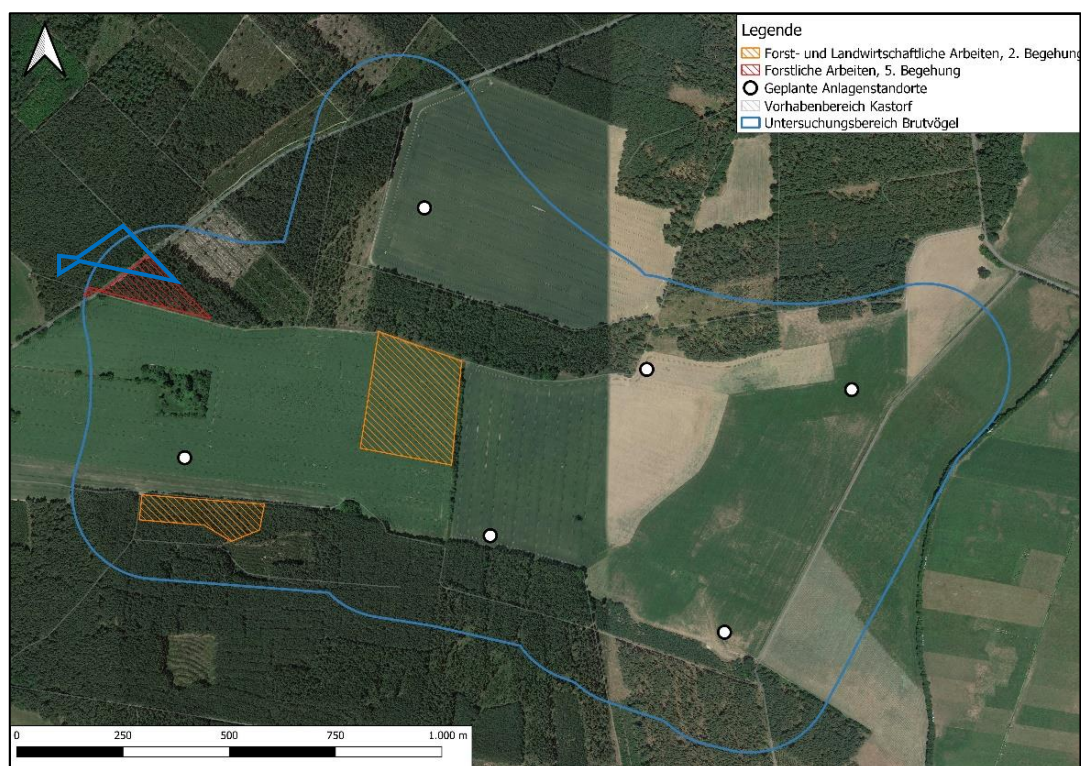 Legende
Forst- und Landwirtschaftliche Arbeiten, 2. Begehung
Forstliche Arbeiten, 5. Begehung
Geplante Anlagenstandorte
Vorhabenbereich Kastorf
Untersuchungsbereich Brutvögel
0 250 500 750 1.000 m